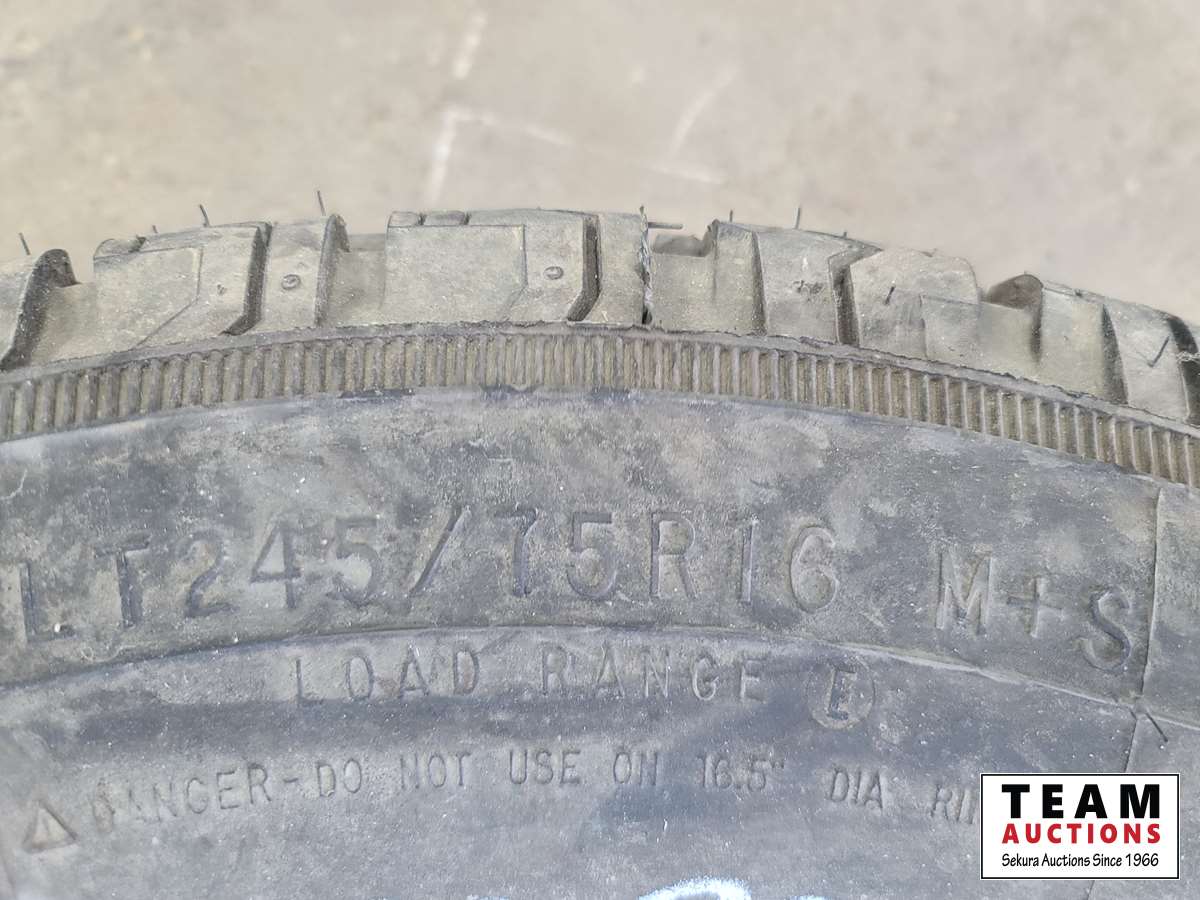 LT245/75R16 M+S
LOAD RANGE E
DANGER-DO NOT USE ON 16.5" DIA
TEAM
AUCTIONS
Sekura Auctions Since 1966